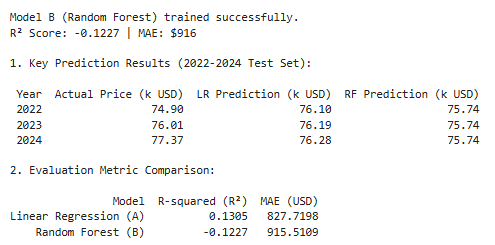 Model B (Random Forest) trained successfully.
R² Score: -0.1227 | MAE: $916
1. Key Prediction Results (2022-2024 Test Set):
Year Actual Price (k USD) LR Prediction (k USD) RF Prediction (k USD)
2022 74.90 76.10 75.74
2023 76.01 76.19 75.74
2024 77.37 76.28 75.74
2. Evaluation Metric Comparison:
Model R-squared (R²) MAE (USD)
Linear Regression (A) 0.1305 827.7198
Random Forest (B) -0.1227 915.5109